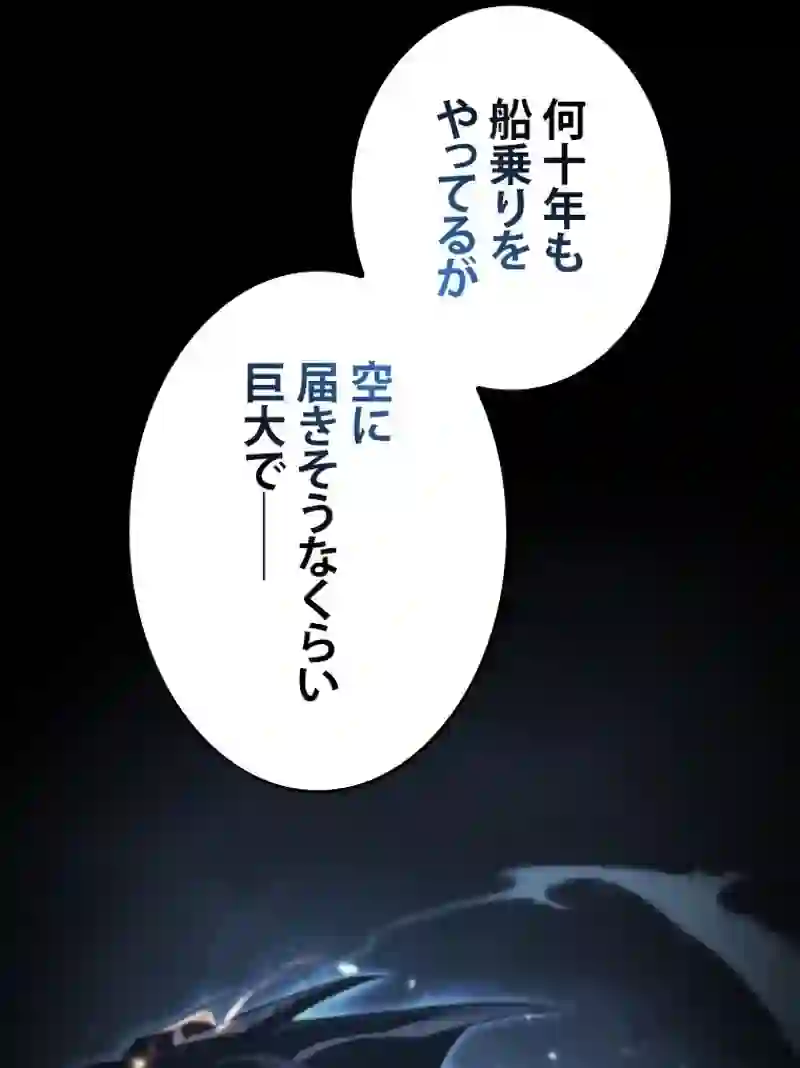 何十年も
船乗りを
やってるが
空に
届きそうなくらい
巨大で──